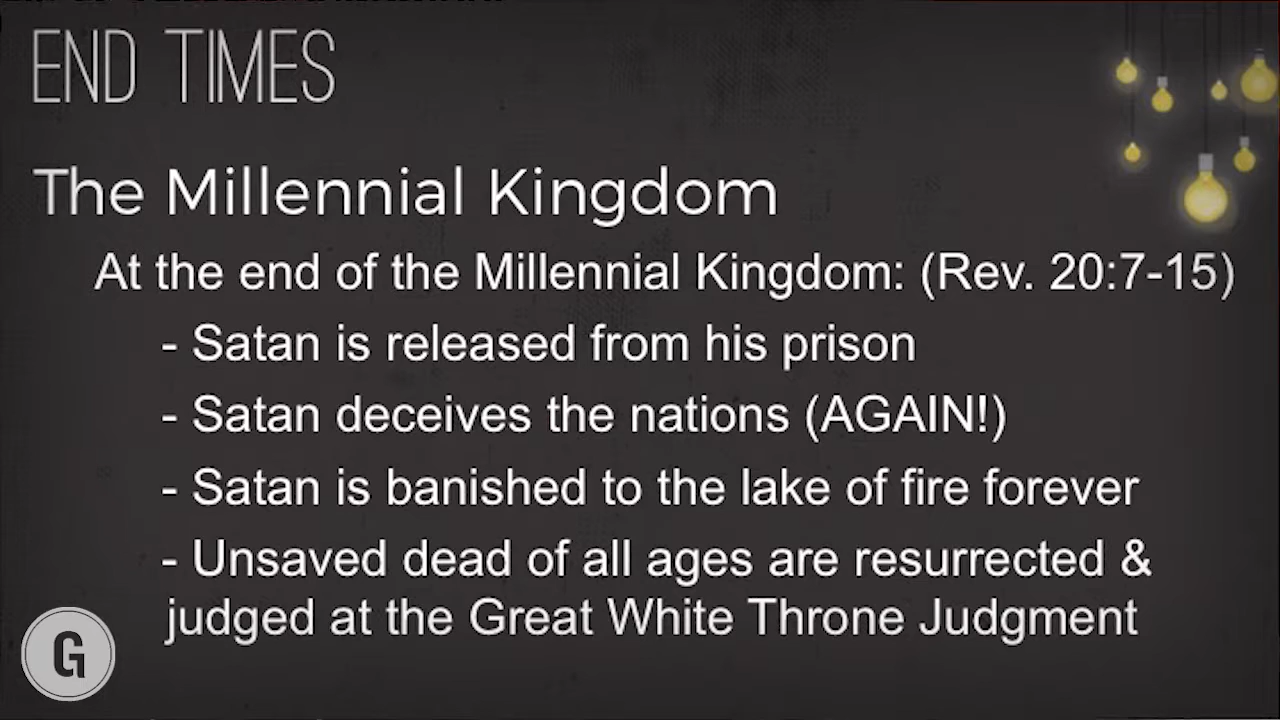 END TIMES
The Millennial Kingdom
At the end of the Millennial Kingdom: (Rev. 20:7-15)
- Satan is released from his prison
- Satan deceives the nations (AGAIN!)
- Satan is banished to the lake of fire forever
- Unsaved dead of all ages are resurrected &
judged at the Great White Throne Judgment
G